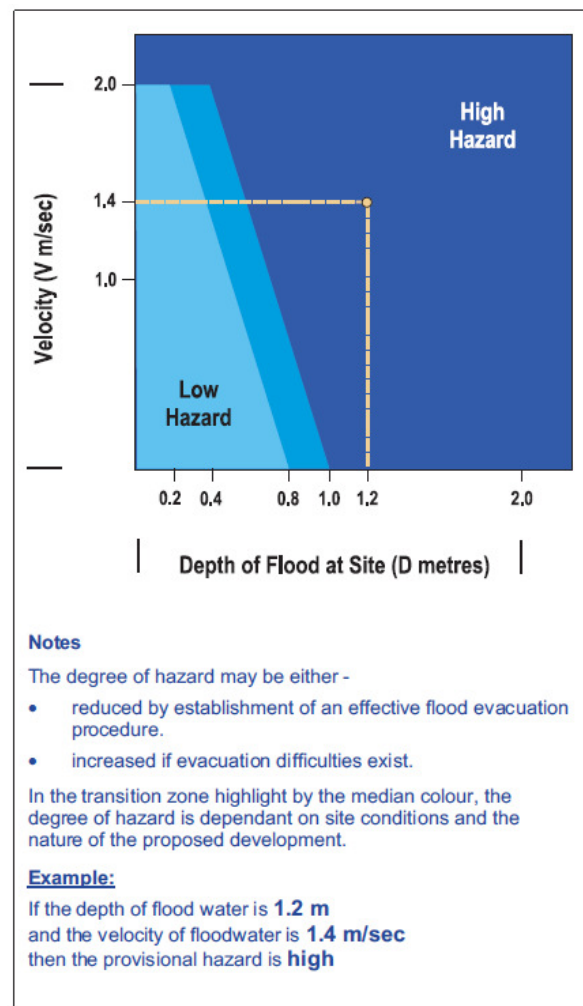 2.0
High
Hazard
1.4
Velocity (V m/sec)
1.0
Low
Hazard
0.2 0.4 0.8 1.0 1.2 2.0
Depth of Flood at Site (D metres)
Notes
The degree of hazard may be either -
• reduced by establishment of an effective flood evacuation
procedure.
• increased if evacuation difficulties exist.
In the transition zone highlight by the median colour, the
degree of hazard is dependant on site conditions and the
nature of the proposed development.
Example:
If the depth of flood water is 1.2 m
and the velocity of floodwater is 1.4 m/sec
then the provisional hazard is high